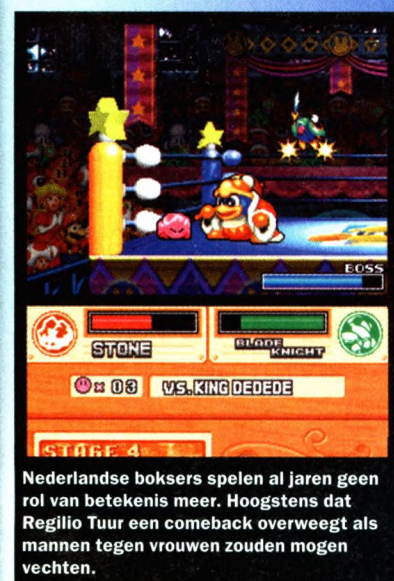 BOSS
STONE
BLADE KNIGHT
× 03 VS. KING DEDEDE
STAGE 4
Nederlandse boksers spelen al jaren geen
rol van betekenis meer. Hoogstens dat
Regilio Tuur een comeback overweegt als
mannen tegen vrouwen zouden mogen
vechten.